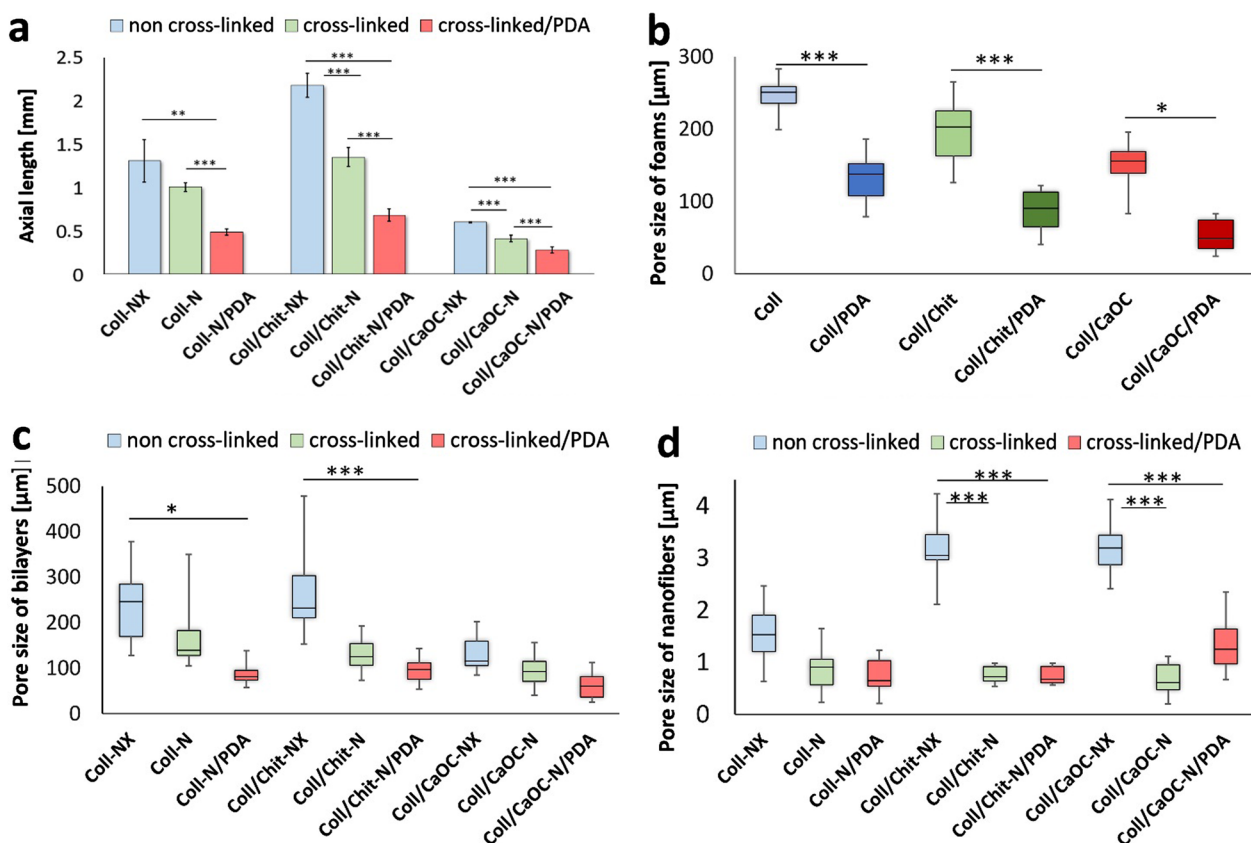 a
non cross-linked cross-linked cross-linked/PDA
Axial length [mm]
2.5
2
1.5
1
0.5
0
***
***
**
***
***
***
***
***
Coll-NX
Coll-N
Coll-N/PDA
Coll/Chit-NX
Coll/Chit-N
Coll/Chit-N/PDA
Coll/CaOC-NX
Coll/CaOC-N
Coll/CaOC-N/PDA
b
Pore size of foams [µm]
300
200
100
0
***
***
*
Coll
Coll/PDA
Coll/Chit
Coll/Chit/PDA
Coll/CaOC
Coll/CaOC/PDA
c
non cross-linked cross-linked cross-linked/PDA
Pore size of bilayers [µm]
500
400
300
200
100
0
*
***
Coll-NX
Coll-N
Coll-N/PDA
Coll/Chit-NX
Coll/Chit-N
Coll/Chit-N/PDA
Coll/CaOC-NX
Coll/CaOC-N
Coll/CaOC-N/PDA
d
non cross-linked cross-linked cross-linked/PDA
Pore size of nanofibers [µm]
4
3
2
1
0
***
***
***
***
Coll-NX
Coll-N
Coll-N/PDA
Coll/Chit-NX
Coll/Chit-N
Coll/Chit-N/PDA
Coll/CaOC-NX
Coll/CaOC-N
Coll/CaOC-N/PDA